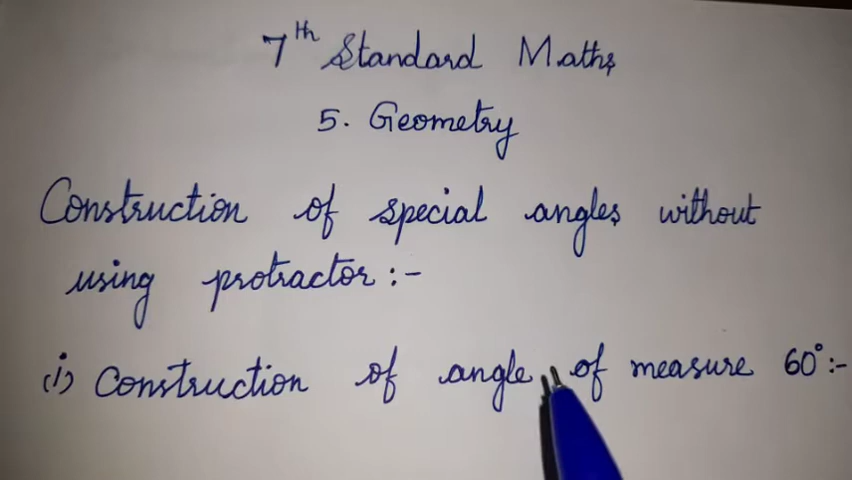 7th Standard Maths
5. Geometry
Construction of special angles without
using protractor:-
(i) Construction of angle of measure 60°:-